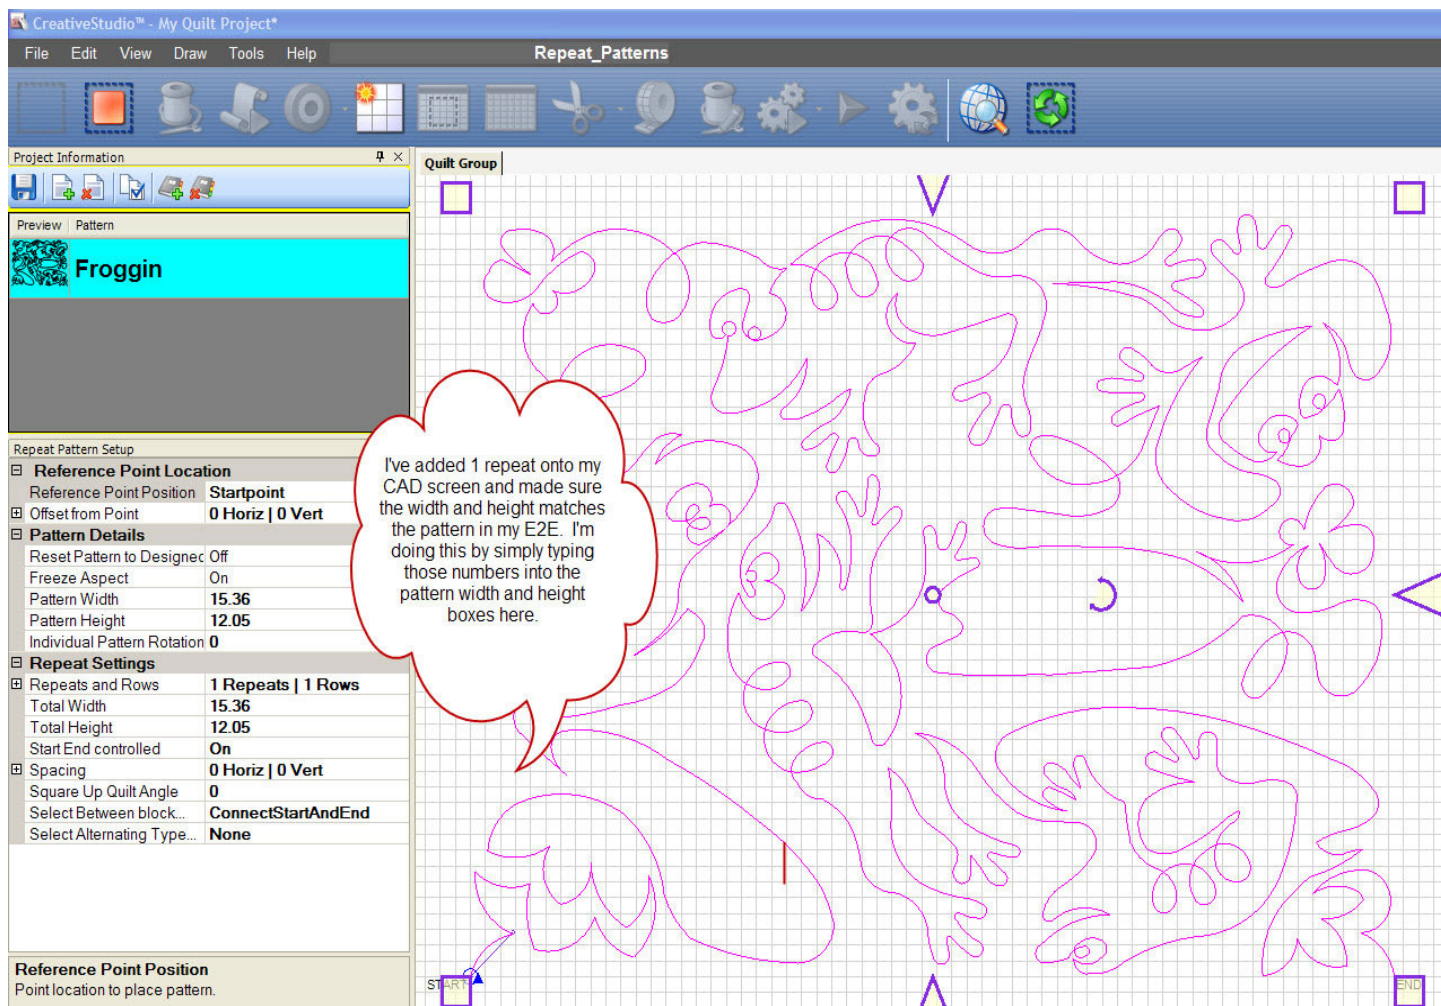 CreativeStudio™ - My Quilt Project*
File Edit View Draw Tools Help Repeat_Patterns
Project Information
Quilt Group
Preview Pattern
Froggin
Repeat Pattern Setup
Reference Point Location
Reference Point Position Startpoint
Offset from Point 0 Horiz | 0 Vert
Pattern Details
Reset Pattern to Designec Off
Freeze Aspect On
Pattern Width 15.36
Pattern Height 12.05
Individual Pattern Rotation 0
Repeat Settings
Repeats and Rows 1 Repeats | 1 Rows
Total Width 15.36
Total Height 12.05
Start End controlled On
Spacing 0 Horiz | 0 Vert
Square Up Quilt Angle 0
Select Between block... ConnectStartAndEnd
Select Alternating Type... None
Reference Point Position
Point location to place pattern.
I've added 1 repeat onto my
CAD screen and made sure
the width and height matches
the pattern in my E2E. I'm
doing this by simply typing
those numbers into the
pattern width and height
boxes here.
START
END